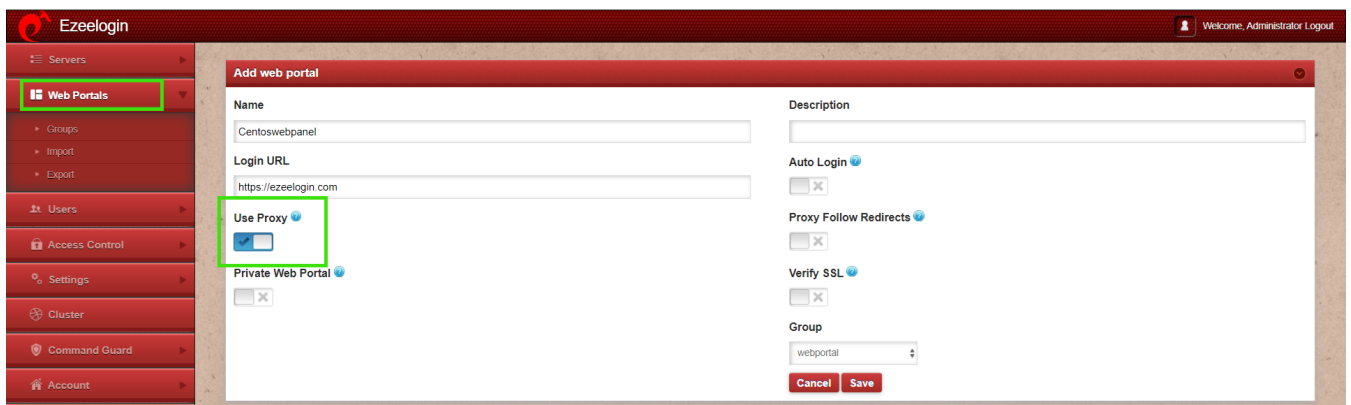 Ezeelogin
Welcome, Administrator Logout
Servers
Web Portals
Groups
Import
Export
Users
Access Control
Settings
Cluster
Command Guard
Account
Add web portal
Name
Description
Centoswebpanel
Login URL
Auto Login
https://ezeelogin.com
Use Proxy
Proxy Follow Redirects
Private Web Portal
Verify SSL
Group
webportal
Cancel Save